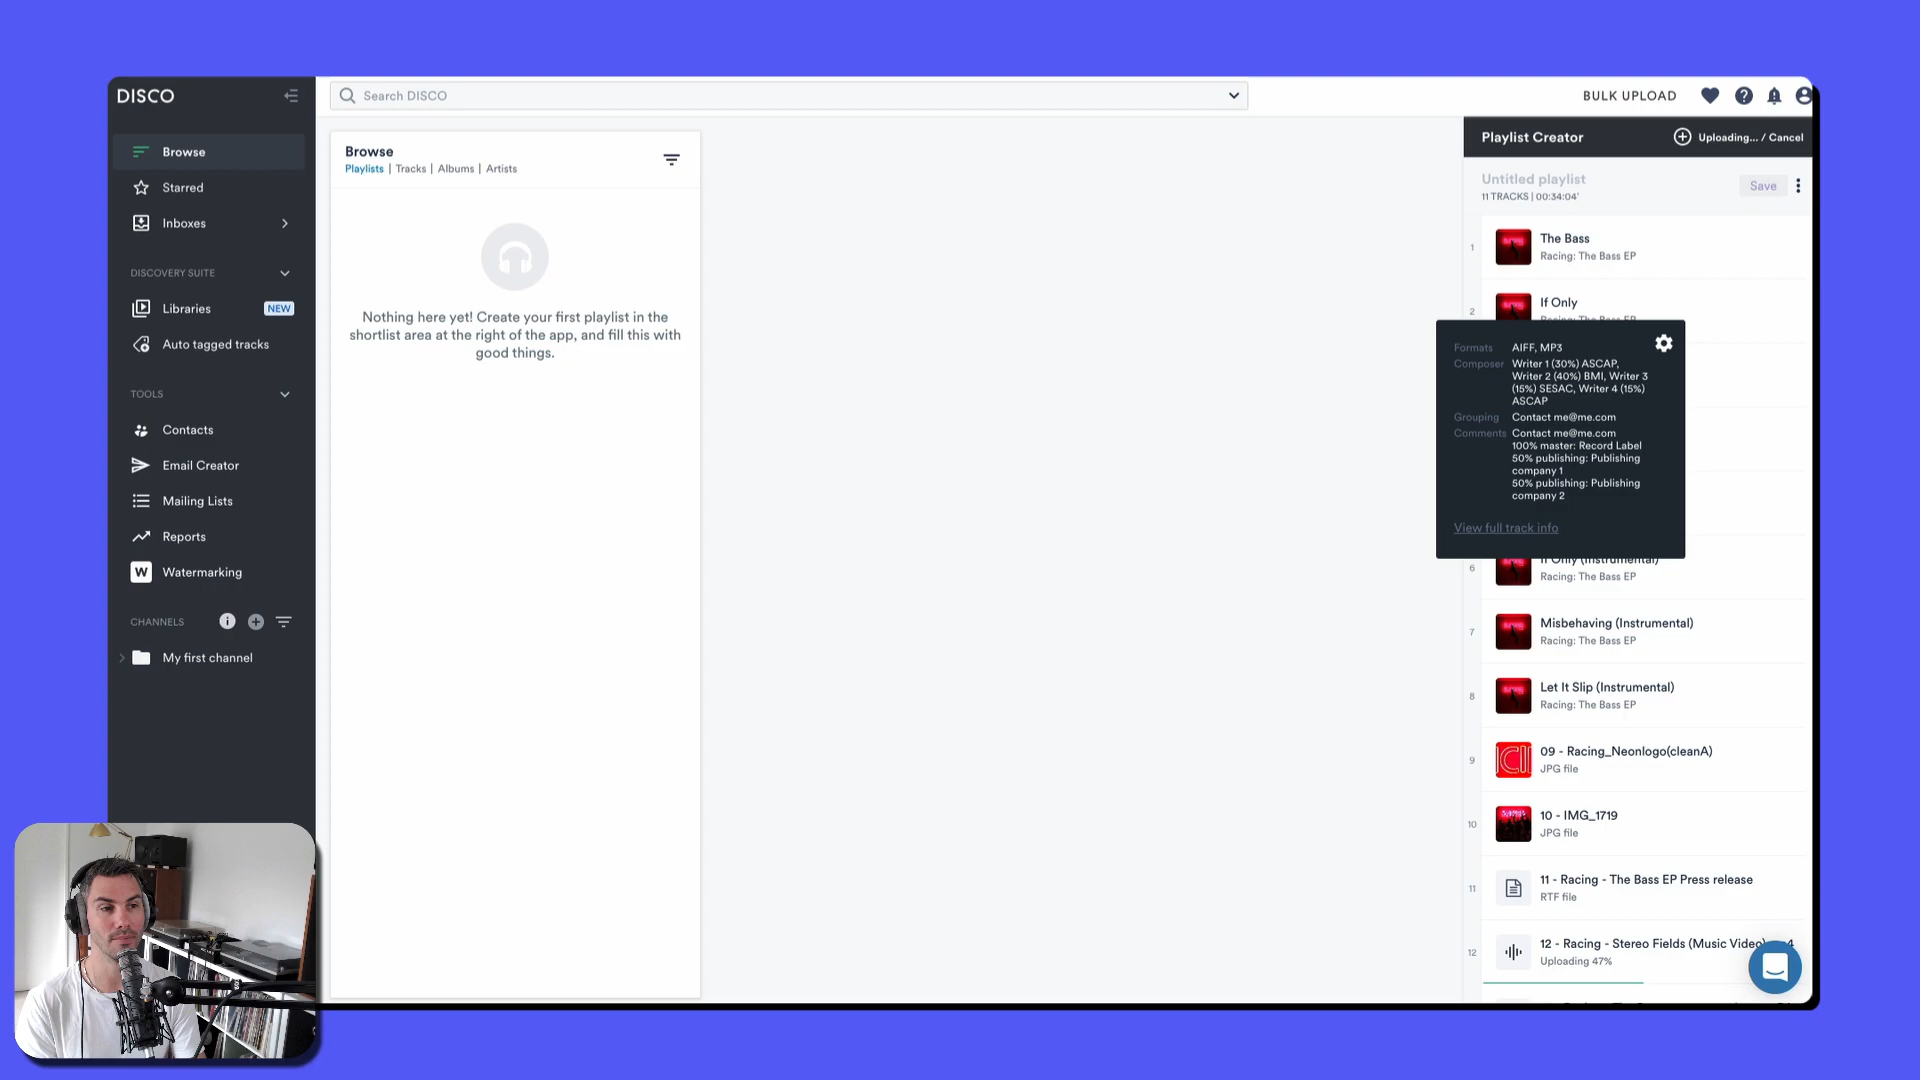 DISCO
Search DISCO
BULK UPLOAD
Browse
Starred
Inboxes
DISCOVERY SUITE
Libraries NEW
Auto tagged tracks
TOOLS
Contacts
Email Creator
Mailing Lists
Reports
W Watermarking
CHANNELS
My first channel
Browse
Playlists | Tracks | Albums | Artists
Nothing here yet! Create your first playlist in the
shortlist area at the right of the app, and fill this with
good things.
Playlist Creator
Uploading... / Cancel
Untitled playlist
Save
11 TRACKS | 00:34:04'
1
The Bass
Racing: The Bass EP
2
If Only
Racing: The Bass EP
Formats AIFF, MP3
Composer Writer 1 (30%) ASCAP,
Writer 2 (40%) BMI, Writer 3
(15%) SESAC, Writer 4 (15%)
ASCAP
Grouping Contact me@me.com
Comments Contact me@me.com
100% master: Record Label
50% publishing: Publishing
company 1
50% publishing: Publishing
company 2
View full track info
6
If Only (Instrumental)
Racing: The Bass EP
7
Misbehaving (Instrumental)
Racing: The Bass EP
8
Let It Slip (Instrumental)
Racing: The Bass EP
9
09 - Racing_Neonlogo(cleanA)
JPG file
10
10 - IMG_1719
JPG file
11
11 - Racing - The Bass EP Press release
RTF file
12
12 - Racing - Stereo Fields (Music Video)
Uploading 47%